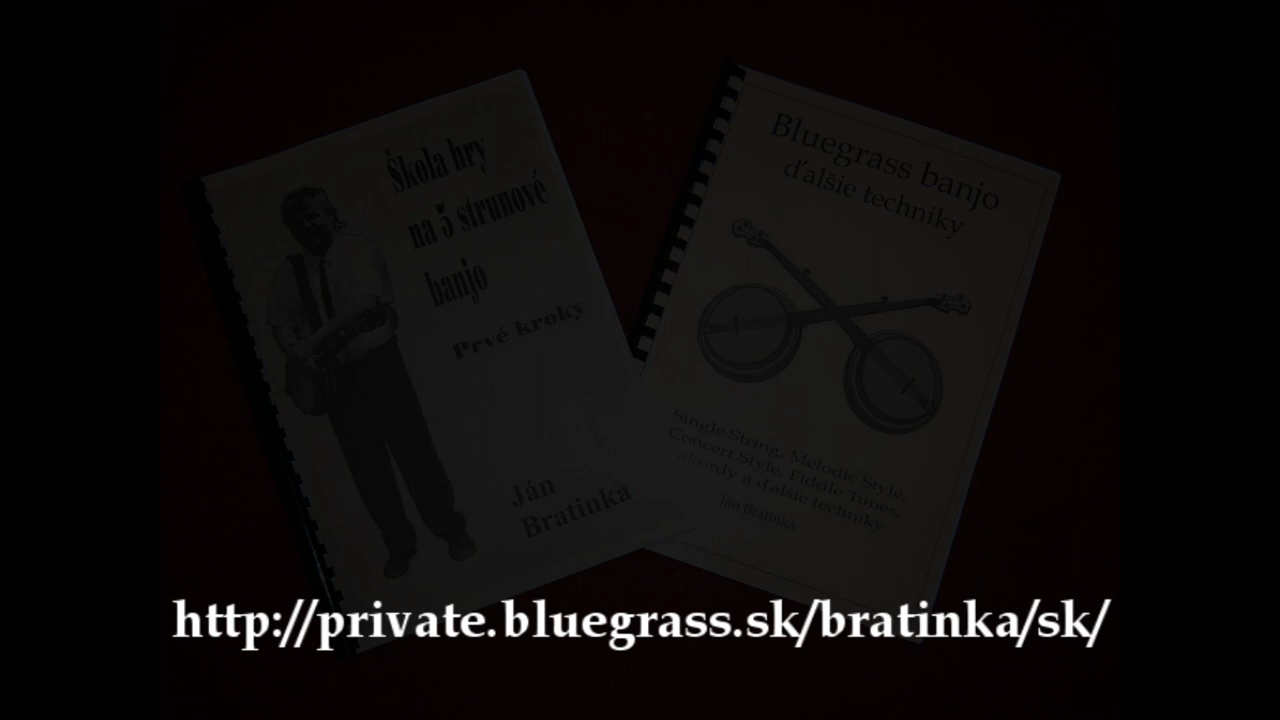 Škola hry
na 5 strunové
banjo
Prvé kroky
Ján
Bratinka
Bluegrass banjo
ďalšie techniky
Single String, Melodic Style,
Concert Style, Fiddle Tunes,
akordy a ďalšie techniky
Ján Bratinka
http://private.bluegrass.sk/bratinka/sk/